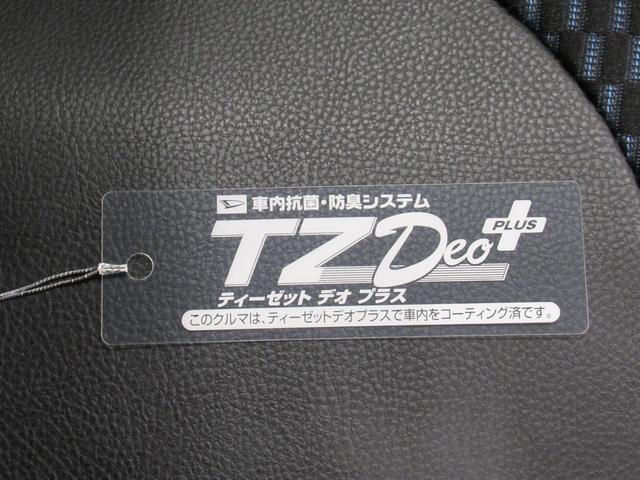 車内抗菌・防臭システム
TZ Deo PLUS
ティーゼット デオ プラス
このクルマは、ティーゼットデオプラスで車内をコーティング済です。